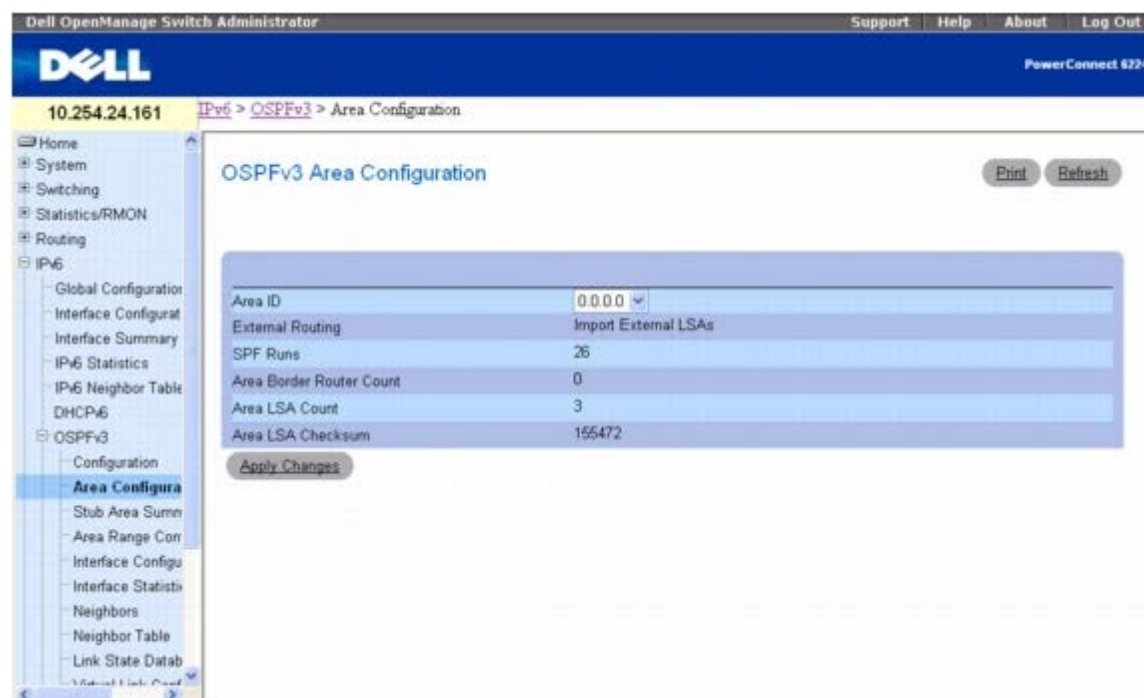 Dell OpenManage Switch Administrator Support Help About Log Out
DELL
PowerConnect 622
10.254.24.161
IPv6 > OSPFv3 > Area Configuration
Home
System
Switching
Statistics/RMON
Routing
IPv6
Global Configuration
Interface Configurat
Interface Summary
IPv6 Statistics
IPv6 Neighbor Table
DHCPv6
OSPFv3
Configuration
Area Configura
Stub Area Summ
Area Range Con
Interface Configu
Interface Statisti
Neighbors
Neighbor Table
Link State Datab
OSPFv3 Area Configuration
Print Refresh
Area ID 0.0.0.0
External Routing Import External LSAs
SPF Runs 26
Area Border Router Count 0
Area LSA Count 3
Area LSA Checksum 155472
Apply Changes